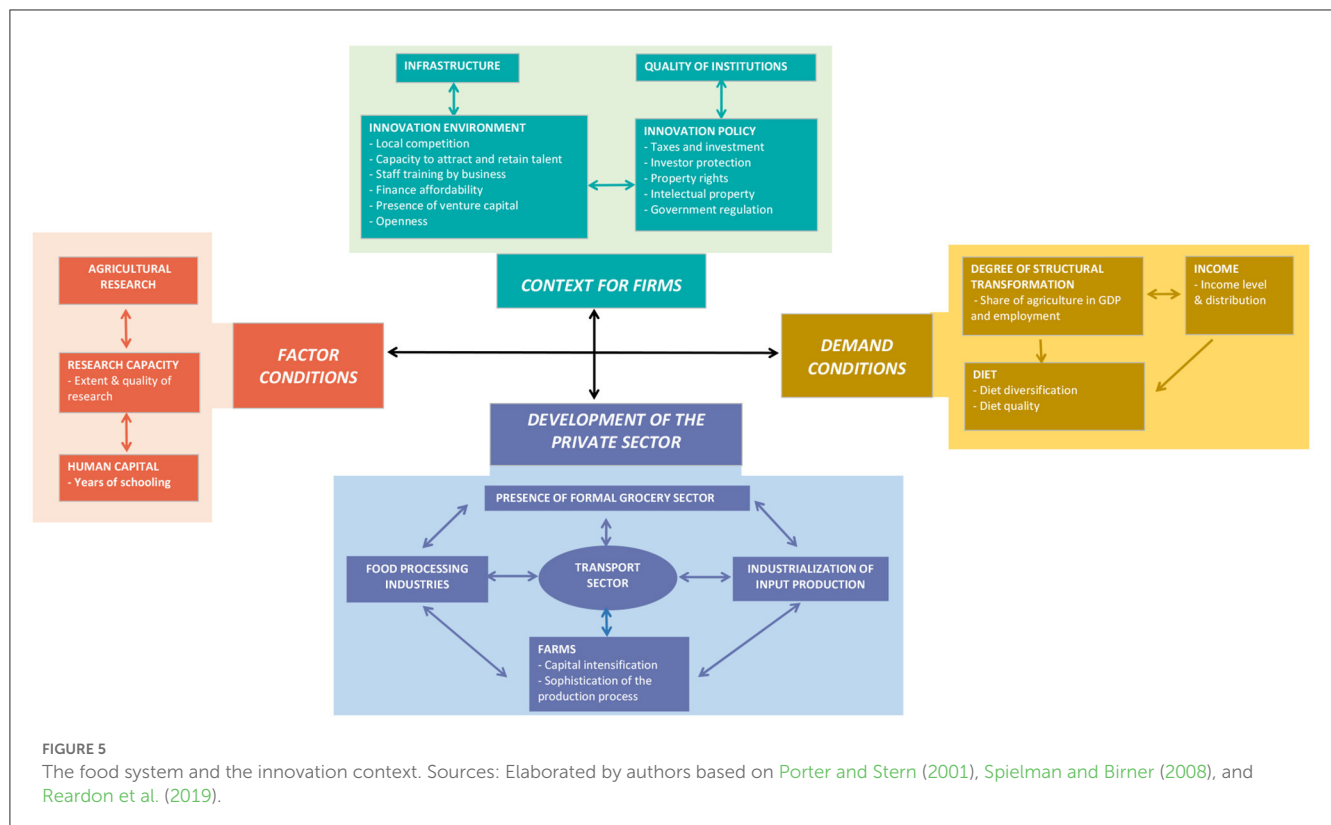 INFRASTRUCTURE
QUALITY OF INSTITUTIONS
INNOVATION ENVIRONMENT
- Local competition
- Capacity to attract and retain talent
- Staff training by business
- Finance affordability
- Presence of venture capital
- Openness
INNOVATION POLICY
- Taxes and investment
- Investor protection
- Property rights
- Intelectual property
- Government regulation
CONTEXT FOR FIRMS
AGRICULTURAL
RESEARCH
RESEARCH CAPACITY
- Extent & quality of
research
HUMAN CAPITAL
- Years of schooling
FACTOR
CONDITIONS
DEMAND
CONDITIONS
DEGREE OF STRUCTURAL
TRANSFORMATION
- Share of agriculture in GDP
and employment
INCOME
- Income level
& distribution
DIET
- Diet diversification
- Diet quality
DEVELOPMENT OF THE
PRIVATE SECTOR
PRESENCE OF FORMAL GROCERY SECTOR
FOOD PROCESSING
INDUSTRIES
TRANSPORT
SECTOR
INDUSTRIALIZATION OF
INPUT PRODUCTION
FARMS
- Capital intensification
- Sophistication of the
production process
FIGURE 5
The food system and the innovation context. Sources: Elaborated by authors based on Porter and Stern (2001), Spielman and Birner (2008), and
Reardon et al. (2019).